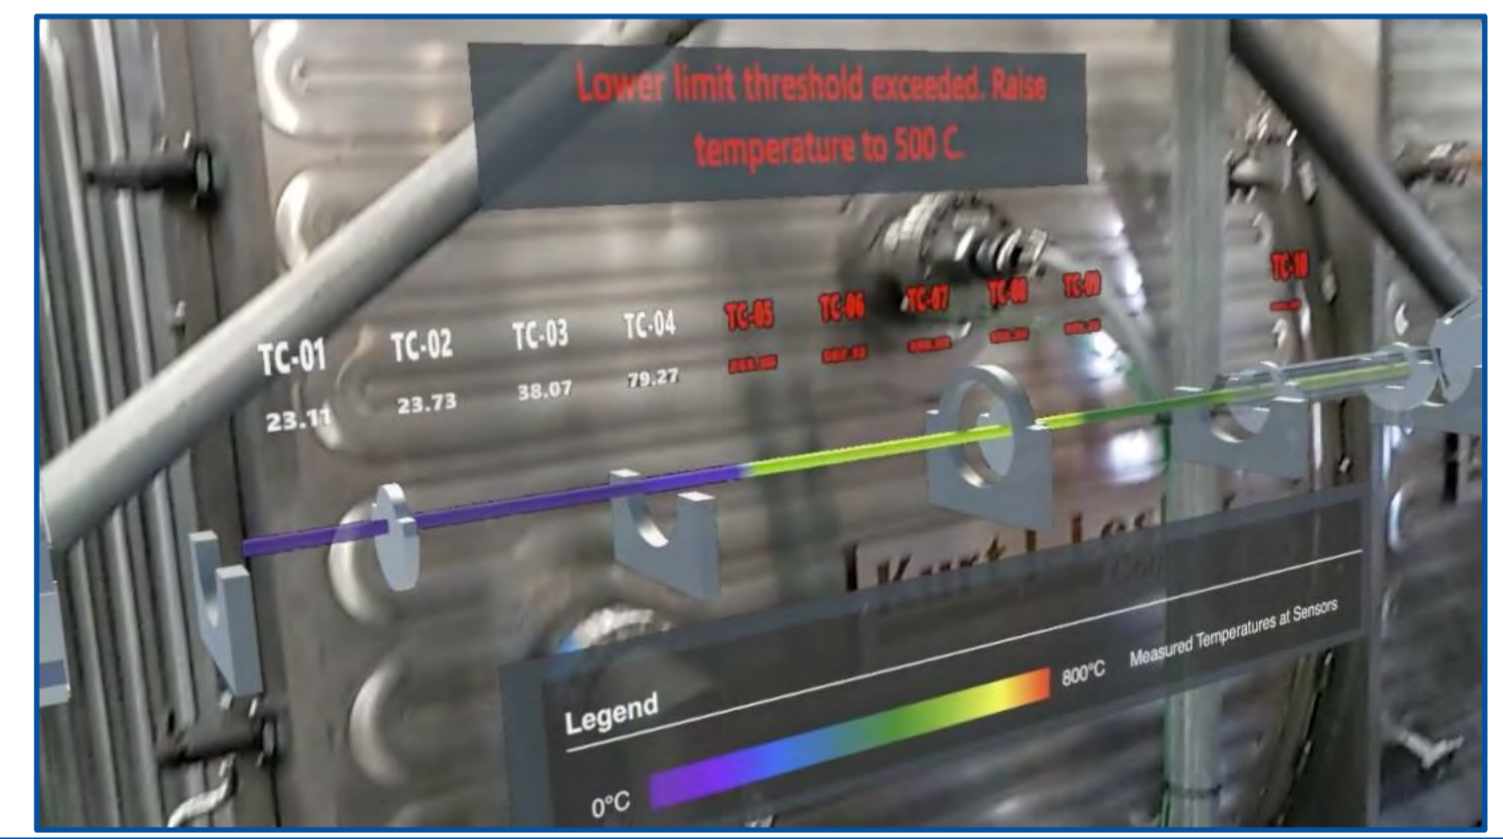 Lower limit threshold exceeded. Raise
temperature to 500 C.
TC-01 TC-02 TC-03 TC-04 TC-05 TC-06 TC-07 TC-08 TC-09 TC-10
23.11 23.73 38.07 79.27
Kurt J. Les
Legend
0°C 800°C Measured Temperatures at Sensors